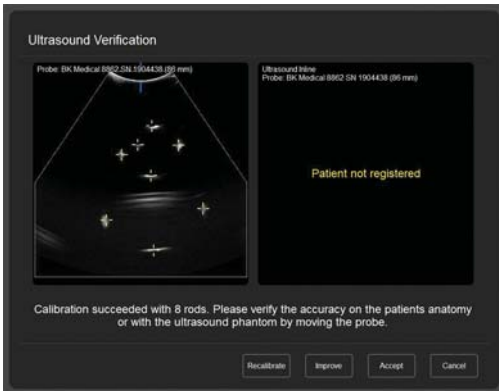 Ultrasound Verification
Probe: BK Medical 8862 SN 1904438 (86 mm)
Ultrasound Inline
Probe: BK Medical 8862 SN 1904438 (86 mm)
Patient not registered
Calibration succeeded with 8 rods. Please verify the accuracy on the patients anatomy
or with the ultrasound phantom by moving the probe.
Recalibrate
Improve
Accept
Cancel